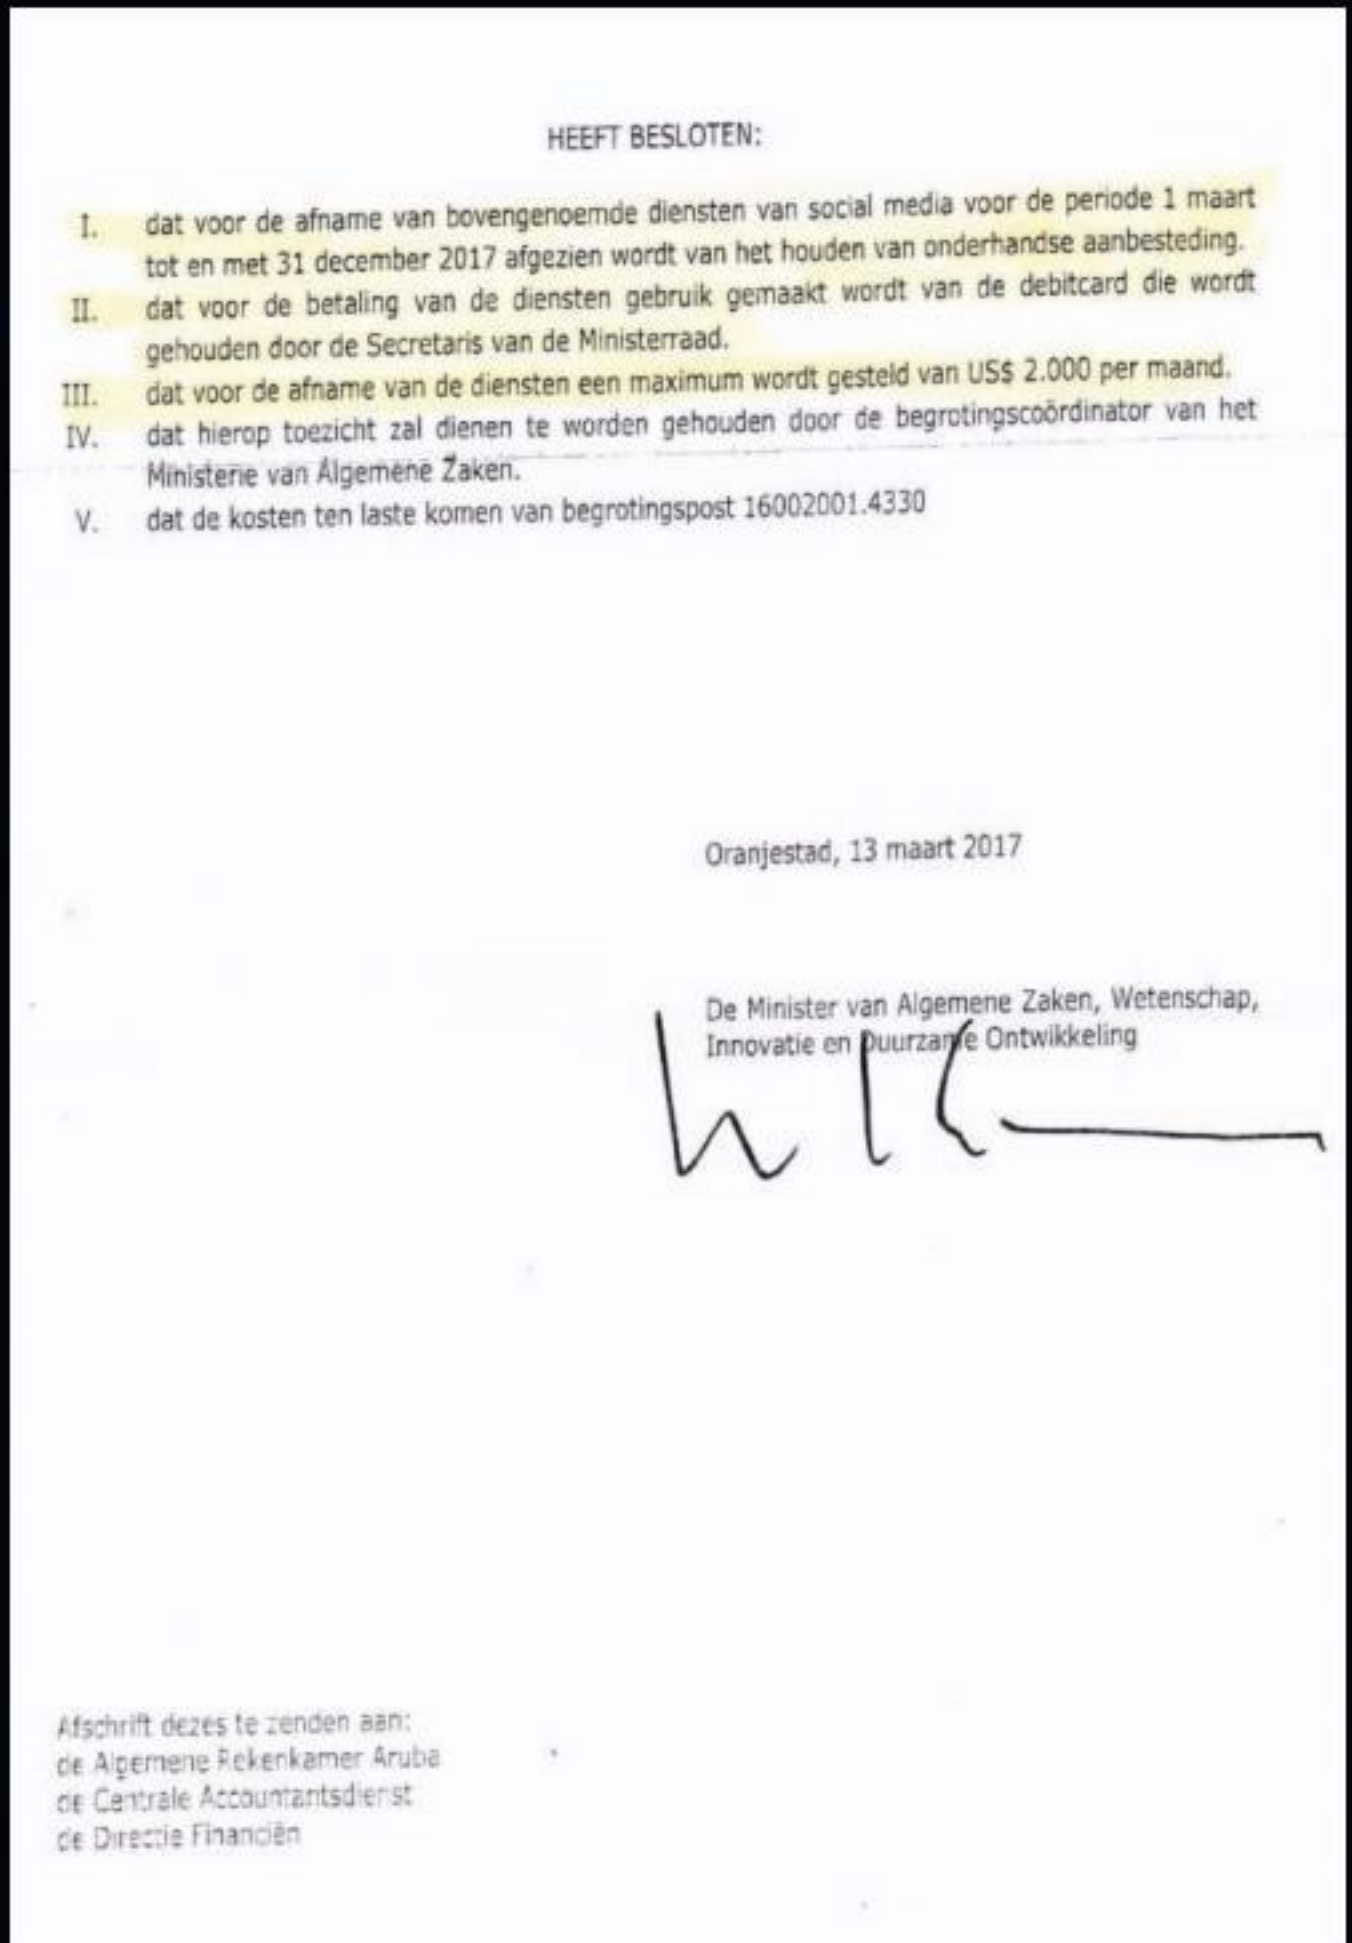 HEEFT BESLOTEN:
I. dat voor de afname van bovengenoemde diensten van social media voor de periode 1 maart
tot en met 31 december 2017 afgezien wordt van het houden van onderhandse aanbesteding.
II. dat voor de betaling van de diensten gebruik gemaakt wordt van de debitcard die wordt
gehouden door de Secretaris van de Ministerraad.
III. dat voor de afname van de diensten een maximum wordt gesteld van US$ 2.000 per maand.
IV. dat hierop toezicht zal dienen te worden gehouden door de begrotingscoördinator van het
Ministerie van Algemene Zaken.
V. dat de kosten ten laste komen van begrotingspost 16002001.4330
Oranjestad, 13 maart 2017
De Minister van Algemene Zaken, Wetenschap,
Innovatie en Duurzame Ontwikkeling
Afschrift dezes te zenden aan:
de Algemene Rekenkamer Aruba
de Centrale Accountantsdienst
de Directie Financiën